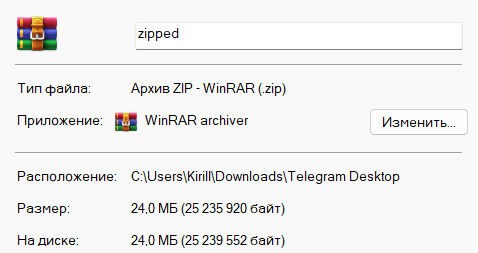 zipped
Тип файла: Архив ZIP - WinRAR (.zip)
Приложение: WinRAR archiver Изменить...
Расположение: C:\Users\Kirill\Downloads\Telegram Desktop
Размер: 24,0 МБ (25 235 920 байт)
На диске: 24,0 МБ (25 239 552 байт)